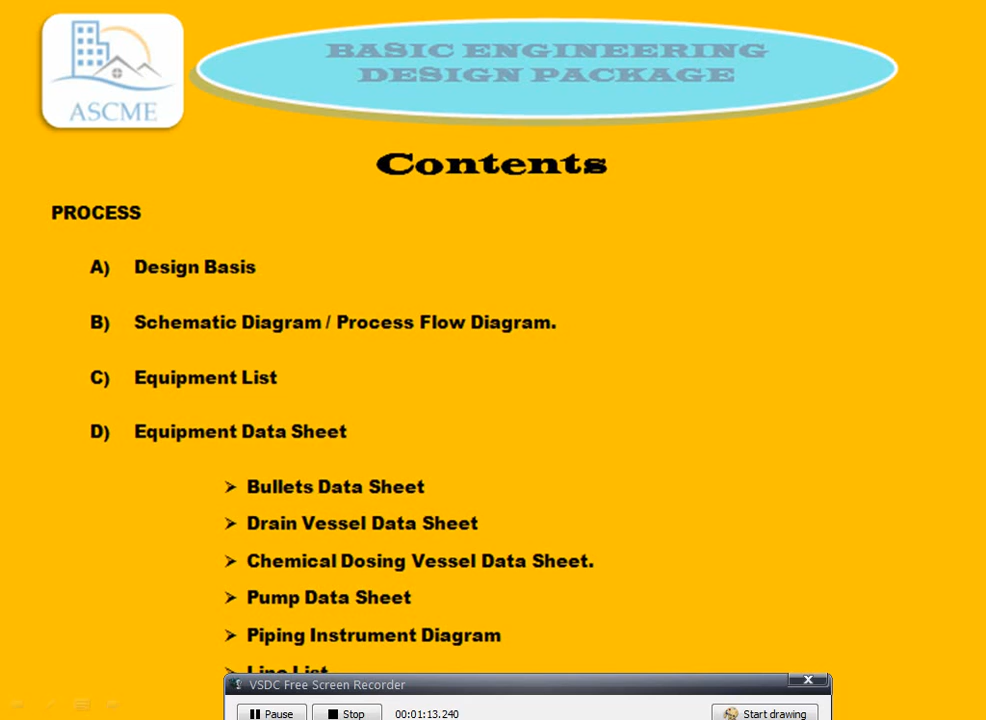 ASCME
BASIC ENGINEERING
DESIGN PACKAGE
Contents
PROCESS
A) Design Basis
B) Schematic Diagram / Process Flow Diagram.
C) Equipment List
D) Equipment Data Sheet
➢ Bullets Data Sheet
➢ Drain Vessel Data Sheet
➢ Chemical Dosing Vessel Data Sheet.
➢ Pump Data Sheet
➢ Piping Instrument Diagram
➢ Line List
VSDC Free Screen Recorder
Pause Stop 00:01:13.240 Start drawing